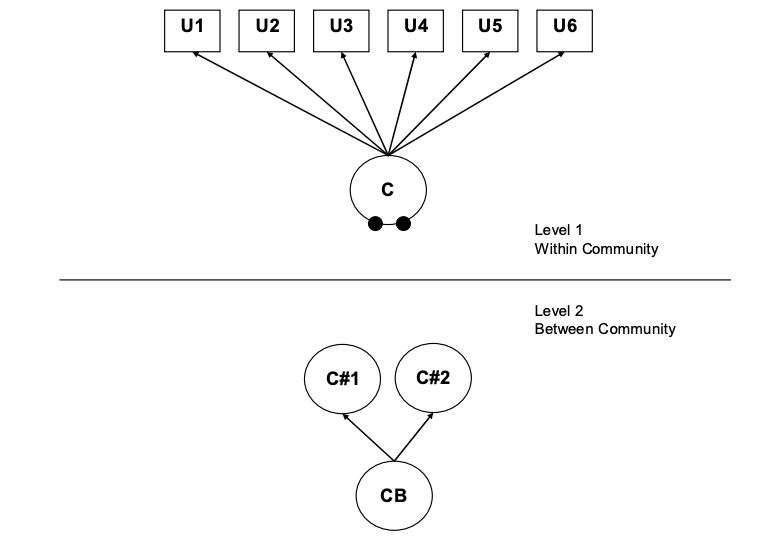 U1 U2 U3 U4 U5 U6
C
Level 1
Within Community
Level 2
Between Community
C#1 C#2
CB